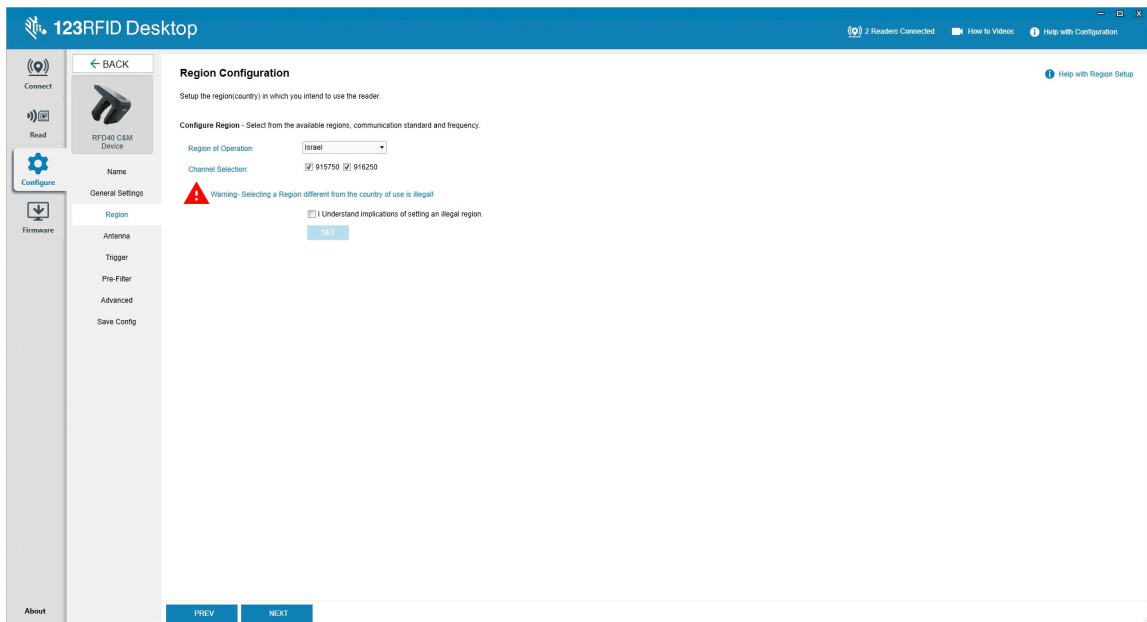 123RFID Desktop
2 Readers Connected
How to Videos
Help with Configuration
Connect
Read
Configure
Firmware
About
BACK
RFD40 C&M
Device
Name
General Settings
Region
Antenna
Trigger
Pre-Filter
Advanced
Save Config
Region Configuration
Help with Region Setup
Setup the region(country) in which you intend to use the reader.
Configure Region - Select from the available regions, communication standard and frequency.
Region of Operation: Israel
Channel Selection: 915750 916250
Warning- Selecting a Region different from the country of use is illegal!
I Understand implications of setting an illegal region.
SET
PREV NEXT